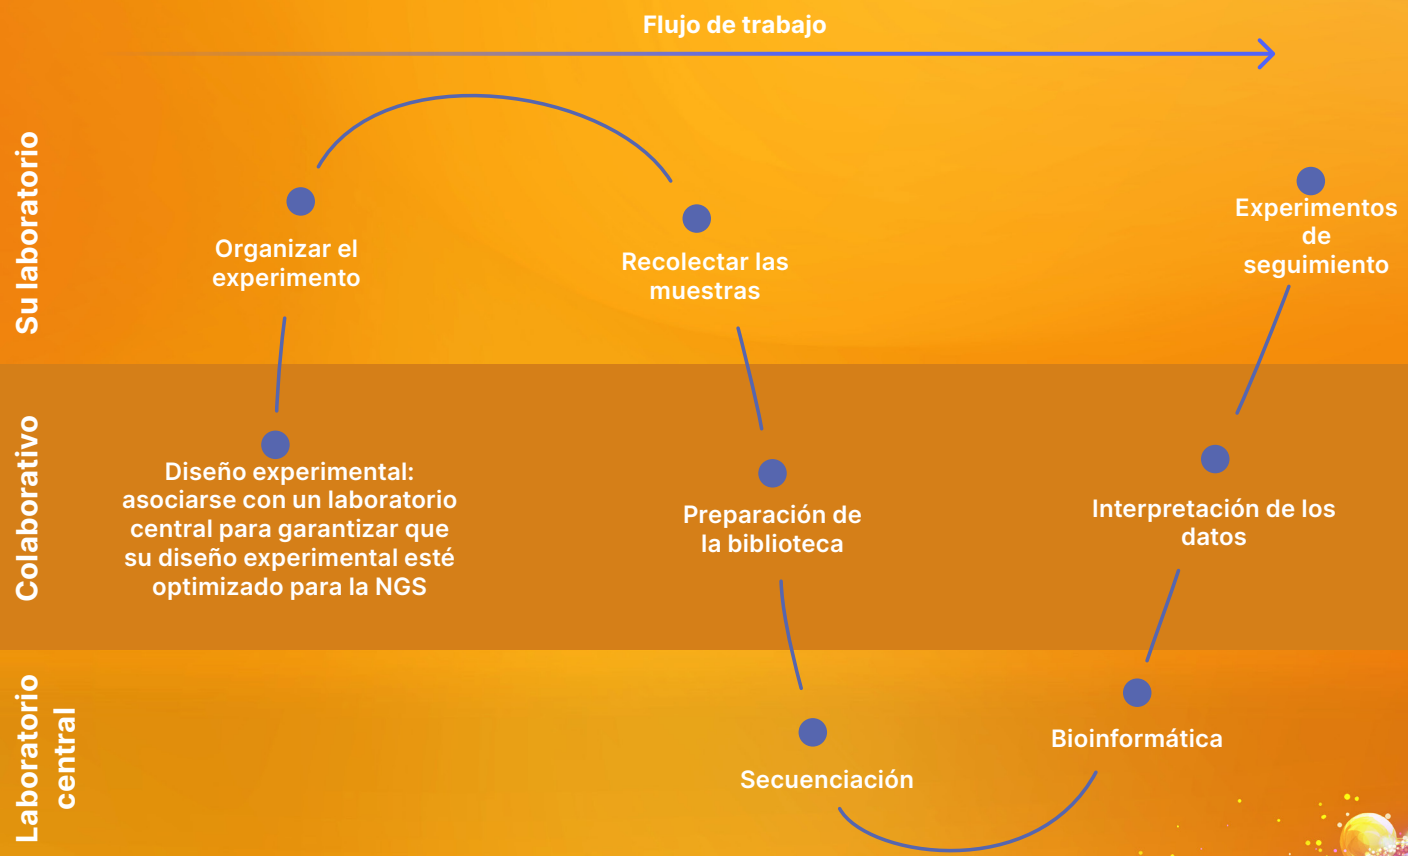 Flujo de trabajo
Su laboratorio
Organizar el
experimento
Recolectar las
muestras
Experimentos
de
seguimiento
Colaborativo
Diseño experimental:
asociarse con un laboratorio
central para garantizar que
su diseño experimental esté
optimizado para la NGS
Preparación de
la biblioteca
Interpretación de los
datos
Laboratorio
central
Secuenciación
Bioinformática